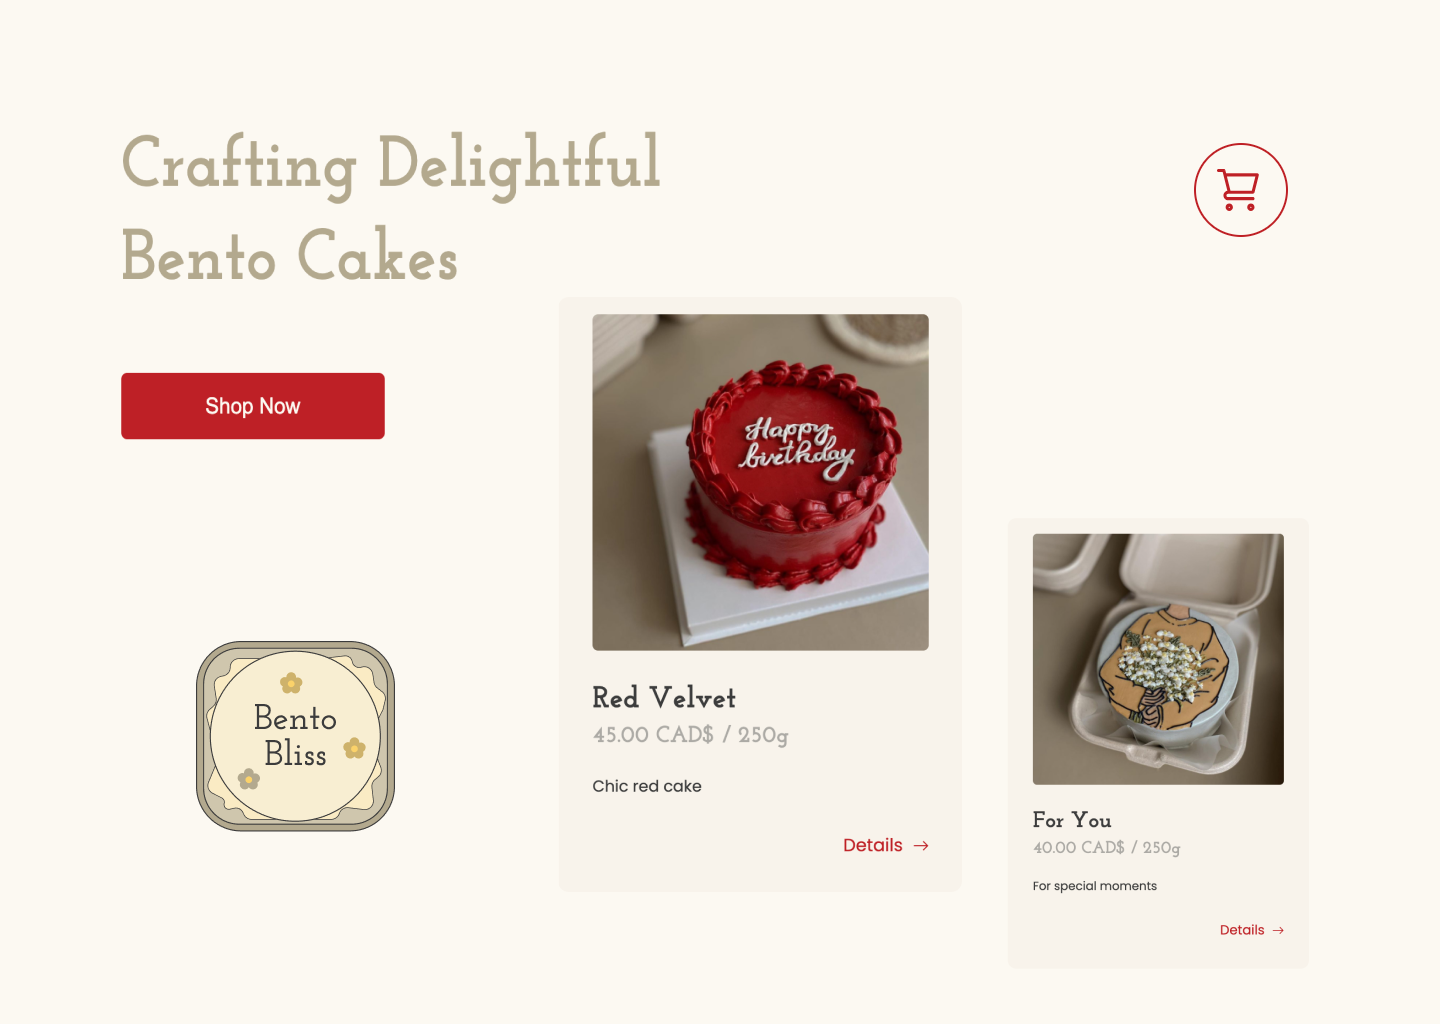 Crafting Delightful
Bento Cakes
Shop Now
Happy
birthday
Red Velvet
45.00 CAD$ / 250g
Chic red cake
Details →
Bento
Bliss
For You
40.00 CAD$ / 250g
For special moments
Details →